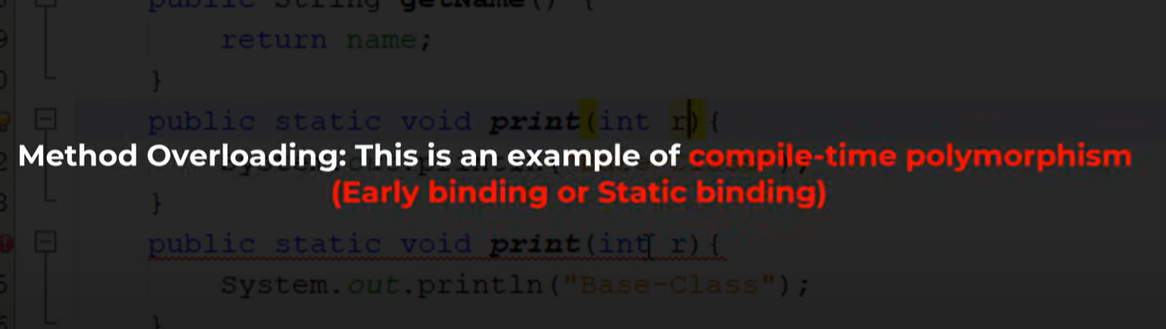 public String getName() {
return name;
}
public static void print(int r){
Method Overloading: This is an example of compile-time polymorphism
(Early binding or Static binding)
}
public static void print(int r){
System.out.println("Base-Class");
}